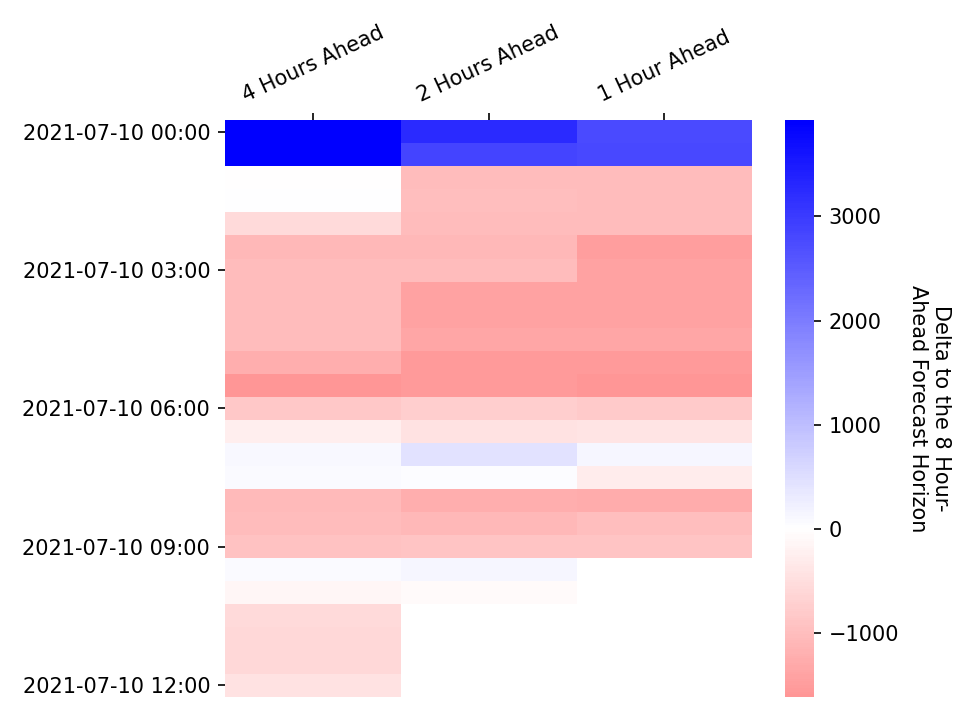 4 Hours Ahead
2 Hours Ahead
1 Hour Ahead
2021-07-10 00:00
2021-07-10 03:00
2021-07-10 06:00
2021-07-10 09:00
2021-07-10 12:00
3000
2000
1000
0
−1000
Delta to the 8 Hour-
Ahead Forecast Horizon